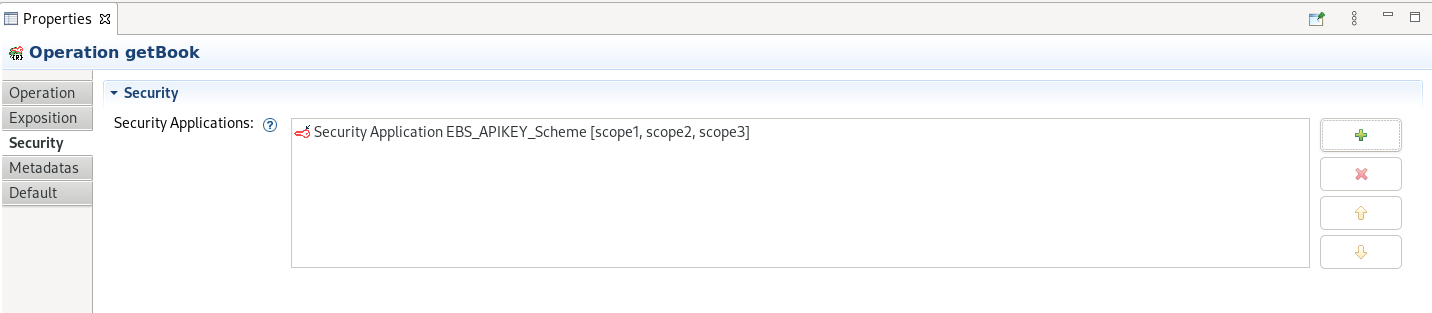 Properties
Operation getBook
Operation
Exposition
Security
Metadatas
Default
Security
Security Applications:
Security Application EBS_APIKEY_Scheme [scope1, scope2, scope3]